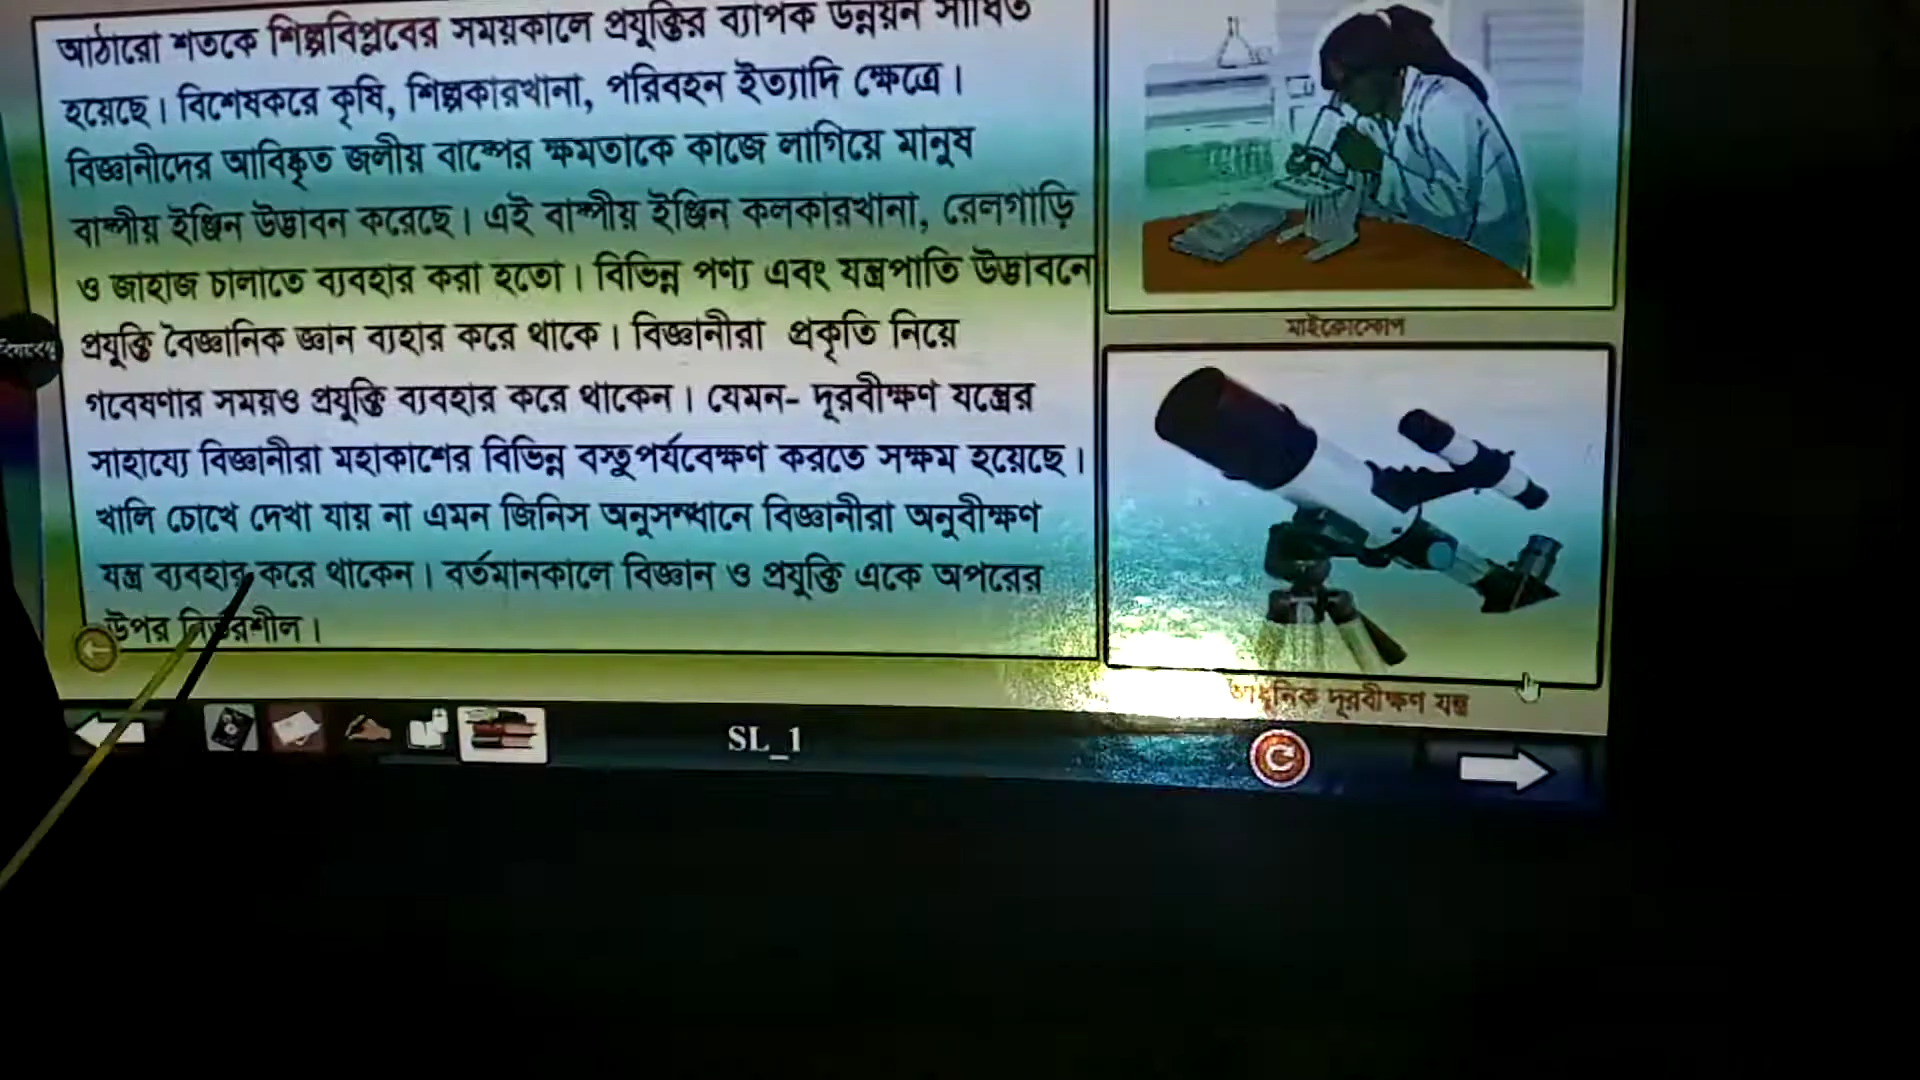 আঠারো শতকে শিল্পবিপ্লবের সময়কালে প্রযুক্তির ব্যাপক উন্নয়ন সাধিত
হয়েছে। বিশেষকরে কৃষি, শিল্পকারখানা, পরিবহন ইত্যাদি ক্ষেত্রে।
বিজ্ঞানীদের আবিষ্কৃত জলীয় বাষ্পের ক্ষমতাকে কাজে লাগিয়ে মানুষ
বাষ্পীয় ইঞ্জিন উদ্ভাবন করেছে। এই বাষ্পীয় ইঞ্জিন কলকারখানা, রেলগাড়ি
ও জাহাজ চালাতে ব্যবহার করা হতো। বিভিন্ন পণ্য এবং যন্ত্রপাতি উদ্ভাবনে
প্রযুক্তি বৈজ্ঞানিক জ্ঞান ব্যহার করে থাকে। বিজ্ঞানীরা প্রকৃতি নিয়ে
গবেষণার সময়ও প্রযুক্তি ব্যবহার করে থাকেন। যেমন- দূরবীক্ষণ যন্ত্রের
সাহায্যে বিজ্ঞানীরা মহাকাশের বিভিন্ন বস্তুপর্যবেক্ষণ করতে সক্ষম হয়েছে।
খালি চোখে দেখা যায় না এমন জিনিস অনুসন্ধানে বিজ্ঞানীরা অনুবীক্ষণ
যন্ত্র ব্যবহার করে থাকেন। বর্তমানকালে বিজ্ঞান ও প্রযুক্তি একে অপরের
উপর নির্ভরশীল।
মাইক্রোস্কোপ
আধুনিক দূরবীক্ষণ যন্ত্র
SL_1